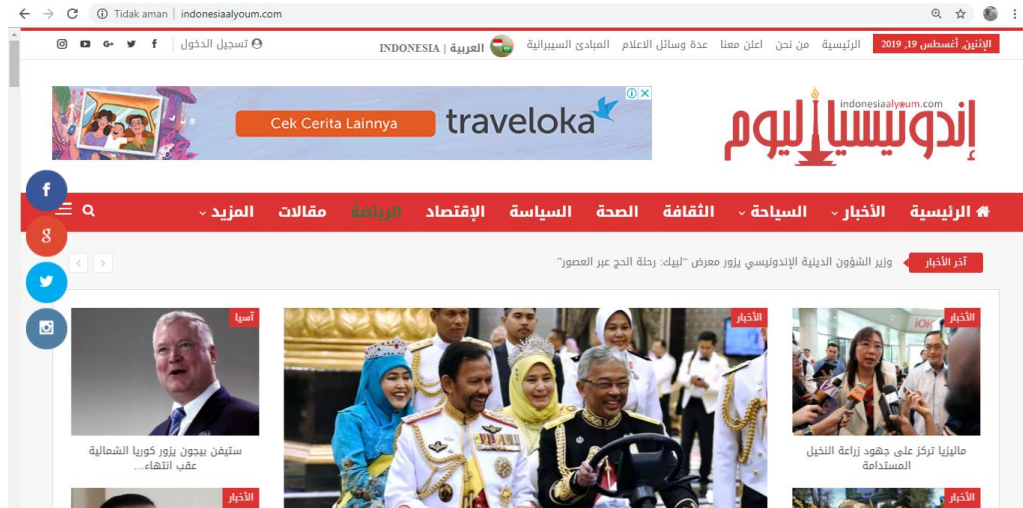 Tidak aman | indonesiaalyoum.com
الإثنين, أغسطس 19, 2019
الرئيسية من نحن اعلن معنا عدة وسائل الاعلام المبادئ السيبرانية
العربية | INDONESIA
تسجيل الدخول
Cek Cerita Lainnya
traveloka
indonesiaalyoum.com
إندونيسيا اليوم
الرئيسية الأخبار السياحة الثقافة الصحة السياسة الإقتصاد الرياضة مقالات المزيد
آخر الأخبار
وزير الشؤون الدينية الإندونيسي يزور معرض "لبيك: رحلة الحج عبر العصور"
الأخبار
ماليزيا تركز على جهود زراعة النخيل
المستدامة
الأخبار
الأخبار
آسيا
ستيفن بيجون يزور كوريا الشمالية
عقب انتهاء...
الأخبار